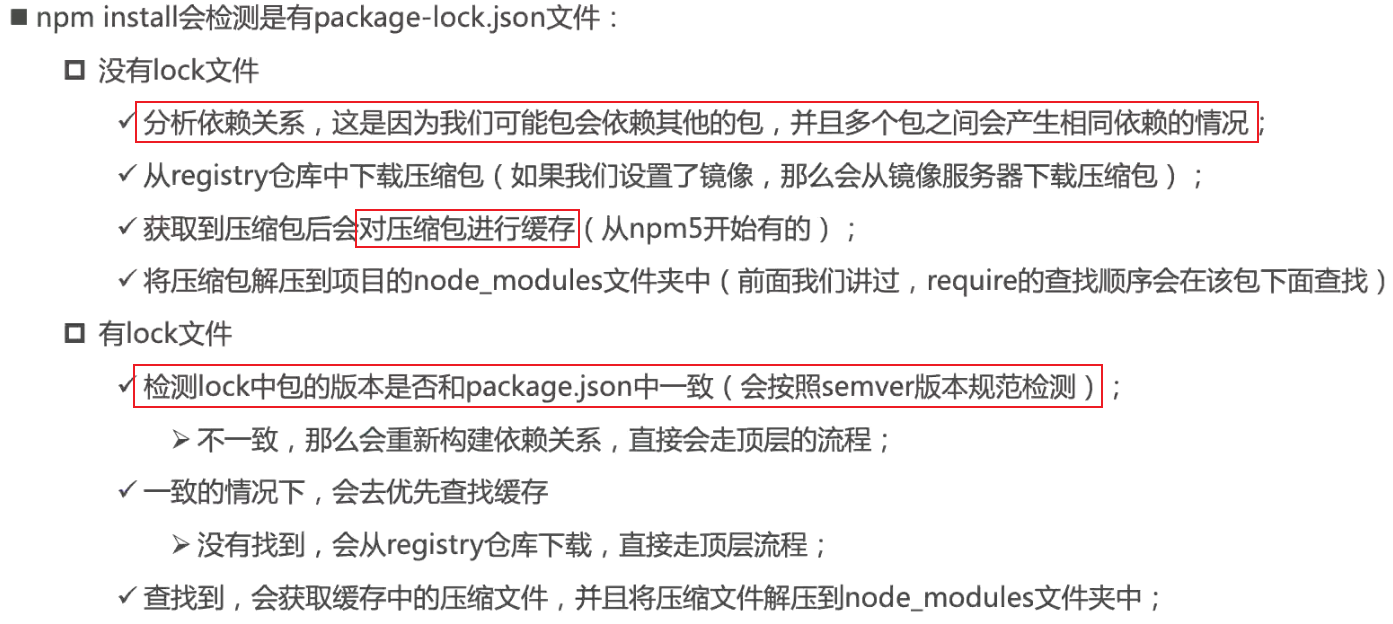 ■ npm install会检测是有package-lock.json文件：
□ 没有lock文件
✓ 分析依赖关系，这是因为我们可能包会依赖其他的包，并且多个包之间会产生相同依赖的情况；
✓ 从registry仓库中下载压缩包（如果我们设置了镜像，那么会从镜像服务器下载压缩包）；
✓ 获取到压缩包后会对压缩包进行缓存（从npm5开始有的）；
✓ 将压缩包解压到项目的node_modules文件夹中（前面我们讲过，require的查找顺序会在该包下面查找）
□ 有lock文件
✓ 检测lock中包的版本是否和package.json中一致（会按照semver版本规范检测）；
➢ 不一致，那么会重新构建依赖关系，直接会走顶层的流程；
✓ 一致的情况下，会去优先查找缓存
➢ 没有找到，会从registry仓库下载，直接走顶层流程；
✓ 查找到，会获取缓存中的压缩文件，并且将压缩文件解压到node_modules文件夹中；